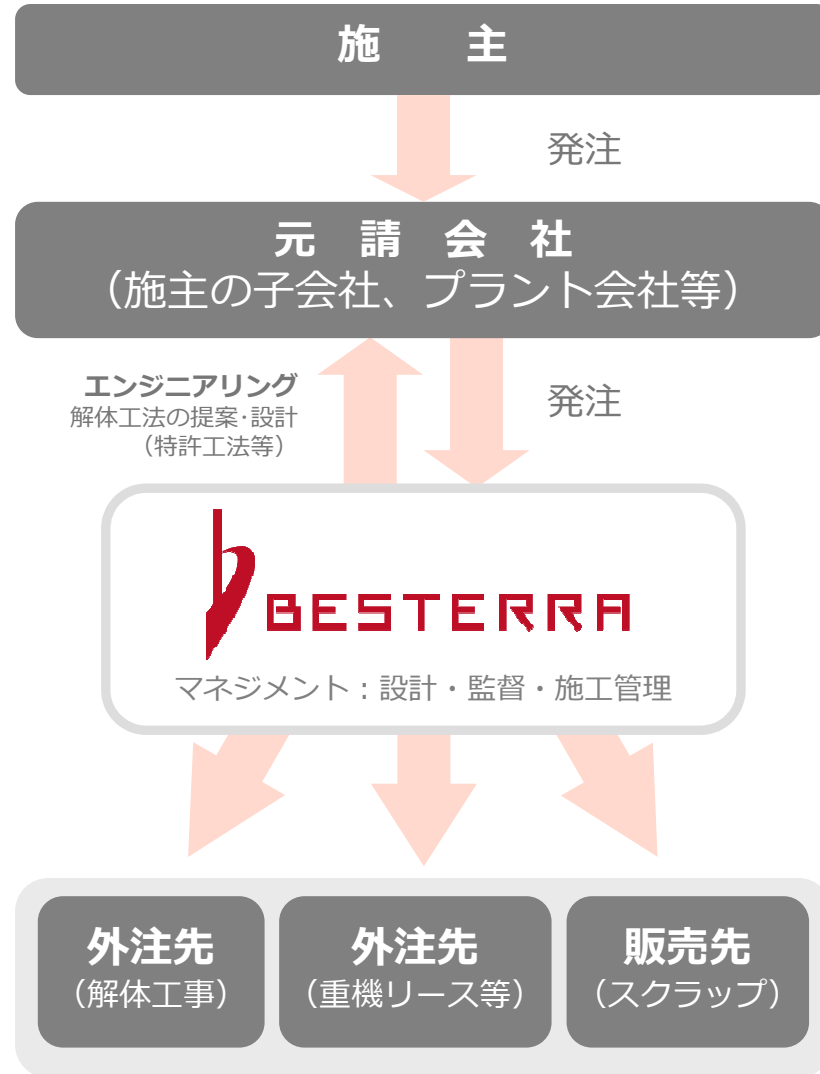 施 主
発注
元 請 会 社
（施主の子会社、プラント会社等）
エンジニアリング
解体工法の提案･設計
（特許工法等）
発注
BESTERRA
マネジメント：設計・監督・施工管理
外注先
（解体工事）
外注先
（重機リース等）
販売先
（スクラップ）